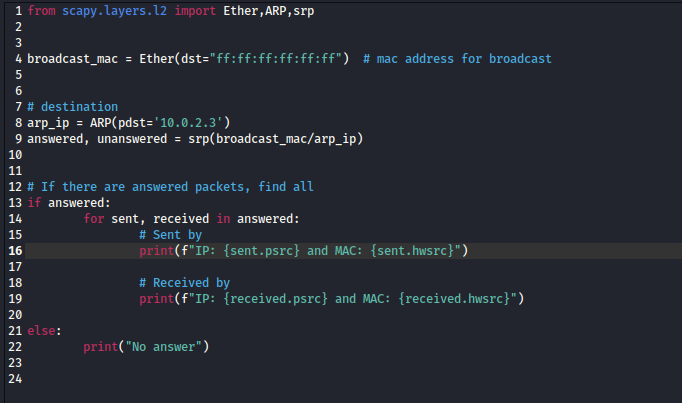 1 from scapy.layers.l2 import Ether,ARP,srp
2
3
4 broadcast_mac = Ether(dst="ff:ff:ff:ff:ff:ff")  # mac address for broadcast
5
6
7 # destination
8 arp_ip = ARP(pdst='10.0.2.3')
9 answered, unanswered = srp(broadcast_mac/arp_ip)
10
11
12 # If there are answered packets, find all
13 if answered:
14         for sent, received in answered:
15                 # Sent by
16                 print(f"IP: {sent.psrc} and MAC: {sent.hwsrc}")
17
18                 # Received by
19                 print(f"IP: {received.psrc} and MAC: {received.hwsrc}")
20
21 else:
22         print("No answer")
23
24